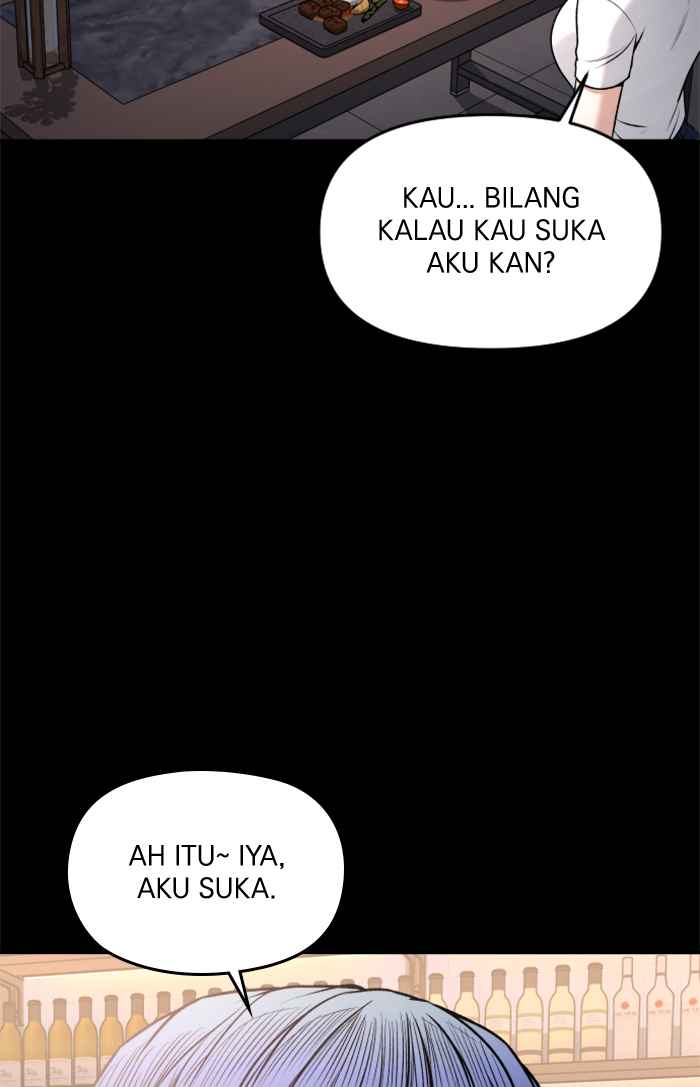 KAU... BILANG
KALAU KAU SUKA
AKU KAN?
AH ITU~ IYA,
AKU SUKA.